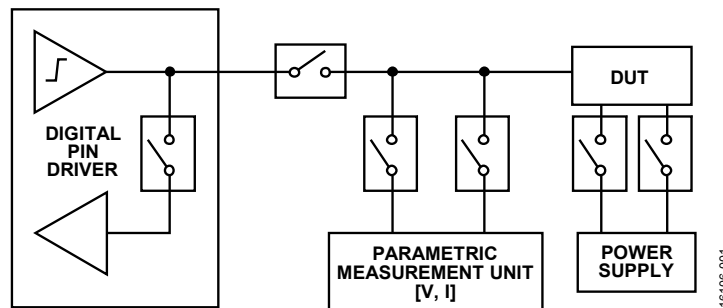 DIGITAL
PIN
DRIVER
DUT
PARAMETRIC
MEASUREMENT UNIT
[V, I]
POWER
SUPPLY